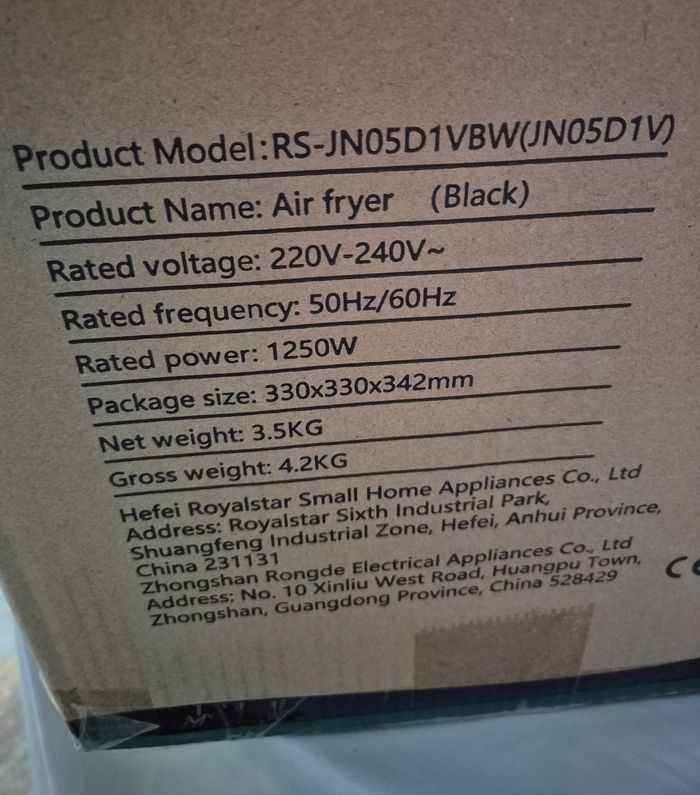 Product Model:RS-JN05D1VBW(JN05D1V)
Product Name: Air fryer (Black)
Rated voltage: 220V-240V~
Rated frequency: 50Hz/60Hz
Rated power: 1250W
Package size: 330x330x342mm
Net weight: 3.5KG
Gross weight: 4.2KG
Hefei Royalstar Small Home Appliances Co., Ltd
Address: Royalstar Sixth Industrial Park,
Shuangfeng Industrial Zone, Hefei, Anhui Province,
China 231131
Zhongshan Rongde Electrical Appliances Co., Ltd
Address: No. 10 Xinliu West Road, Huangpu Town,
Zhongshan, Guangdong Province, China 528429
CE